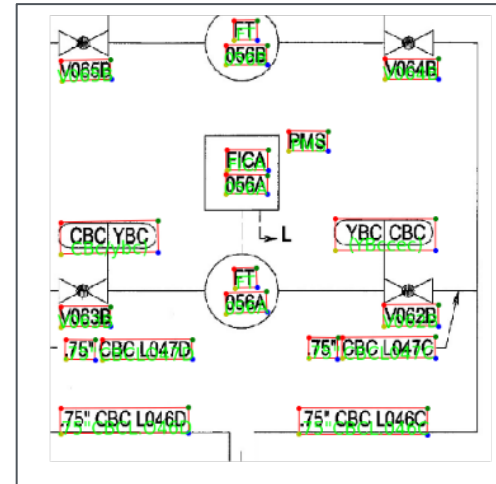 FT
056B
V065B
V064B
PMS
FICA
056A
L
CBC YBC
YBC CBC
FT
056A
V063B
V062B
.75" CBC L047D
.75" CBC L047C
.75" CBC L046D
.75" CBC L046C